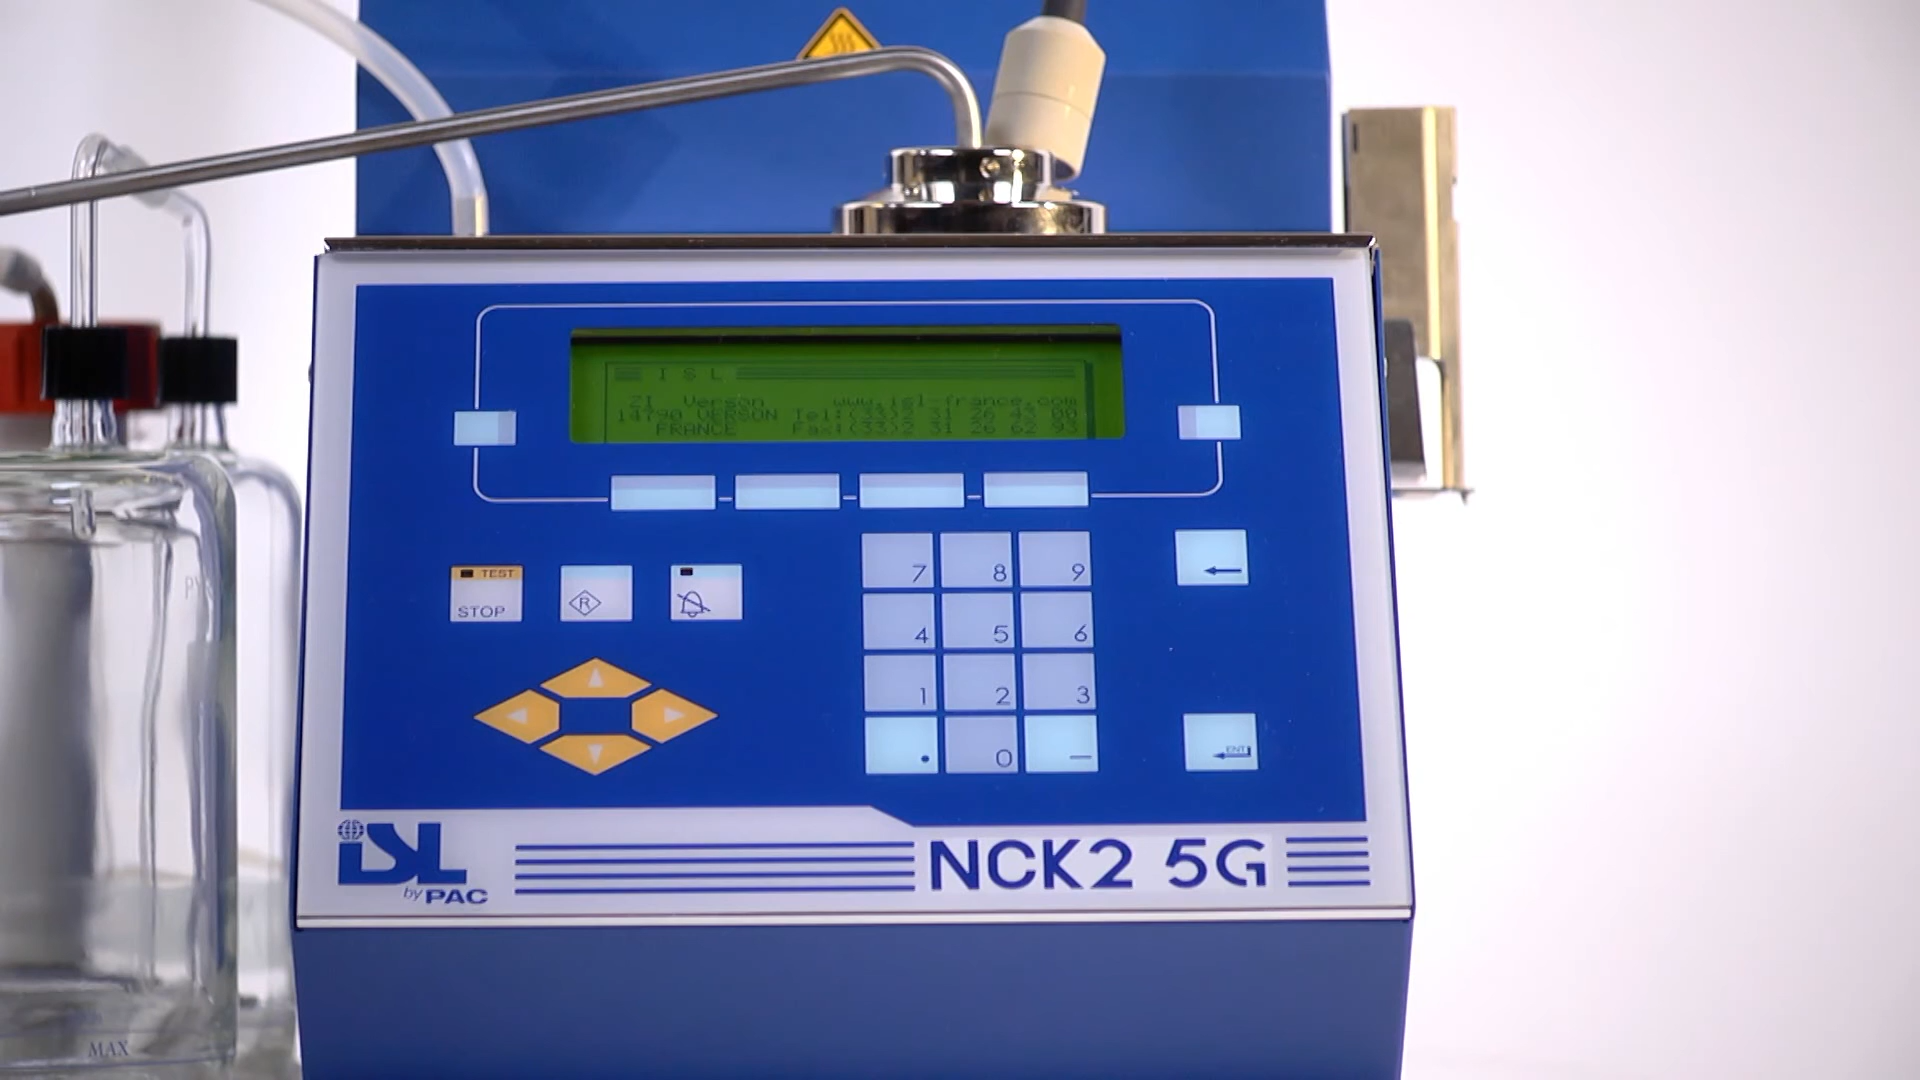 I S L
ZI Verson www.isl-france.com
14790 VERSON Tel:(33)2 31 26 43 00
FRANCE Fax:(33)2 31 26 62 93
TEST
STOP
R
7 8 9
4 5 6
1 2 3
. 0 —
ENT
iSL
by PAC
NCK2 5G
MAX